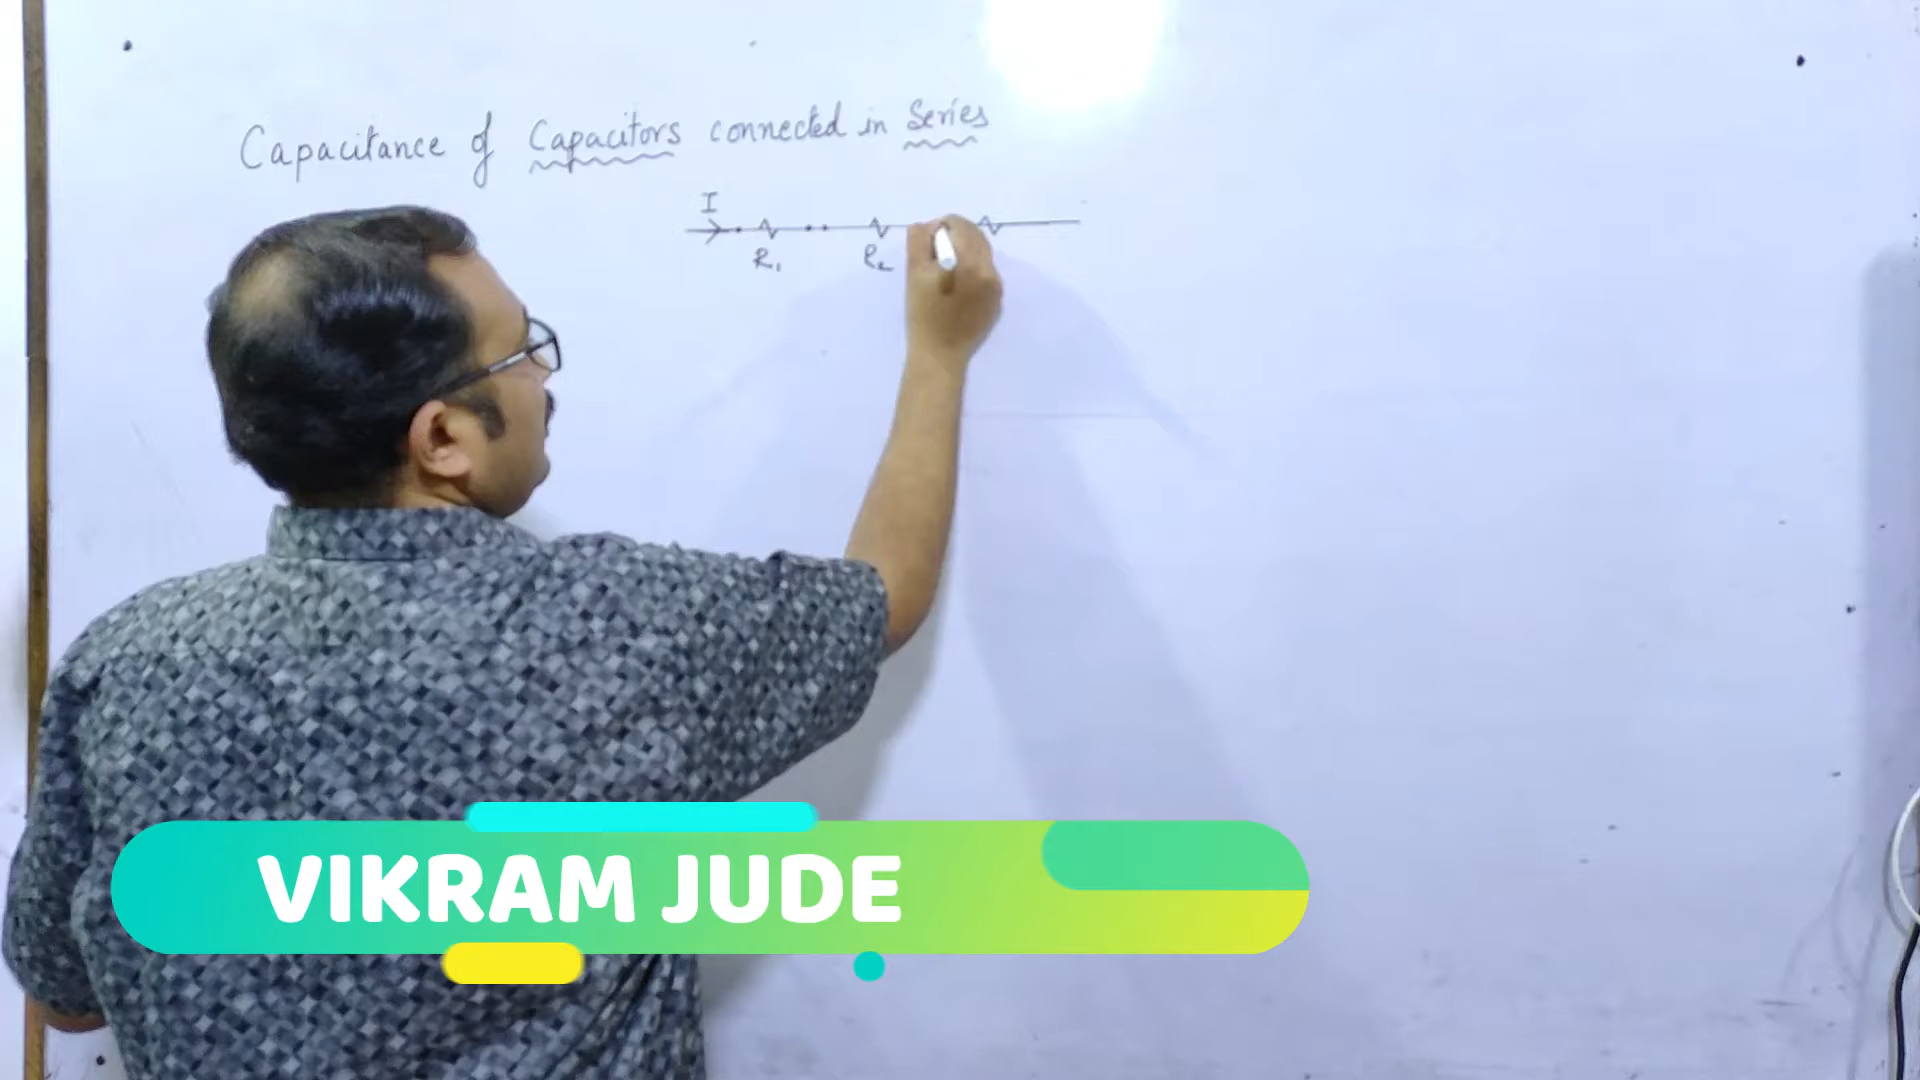 Capacitance of Capacitors connected in Series
I
R₁ R₂
VIKRAM JUDE